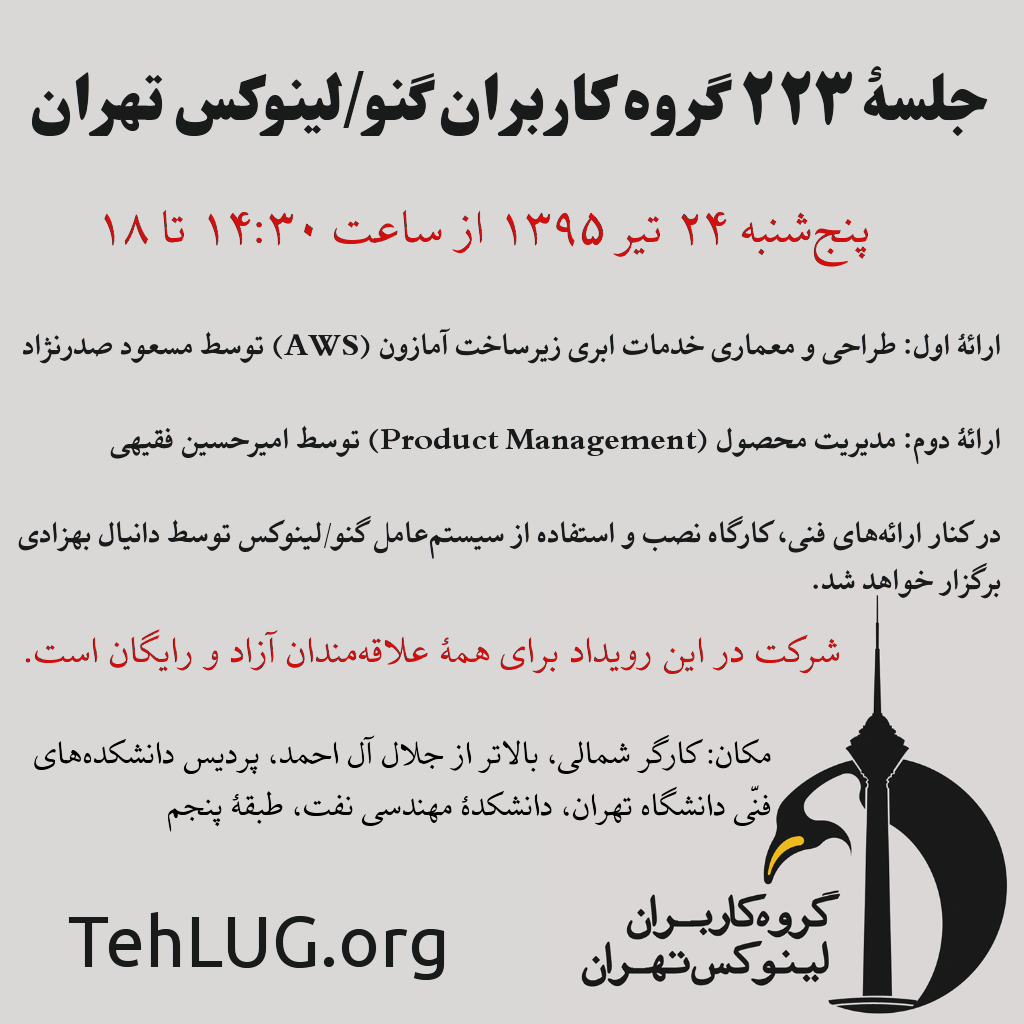 جلسهٔ ۲۲۳ گروه کاربران گنو/لینوکس تهران
پنج‌شنبه ۲۴ تیر ۱۳۹۵ از ساعت ۱۴:۳۰ تا ۱۸
ارائهٔ اول: طراحی و معماری خدمات ابری زیرساخت آمازون (AWS) توسط مسعود صدرنژاد
ارائهٔ دوم: مدیریت محصول (Product Management) توسط امیرحسین فقیهی
در کنار ارائه‌های فنی، کارگاه نصب و استفاده از سیستم‌عامل گنو/لینوکس توسط دانیال بهزادی
برگزار خواهد شد.
شرکت در این رویداد برای همهٔ علاقه‌مندان آزاد و رایگان است.
مکان: کارگر شمالی، بالاتر از جلال آل احمد، پردیس دانشکده‌های
فنّی دانشگاه تهران، دانشکدهٔ مهندسی نفت، طبقهٔ پنجم
گروه کاربران
لینوکس تهران
TehLUG.org